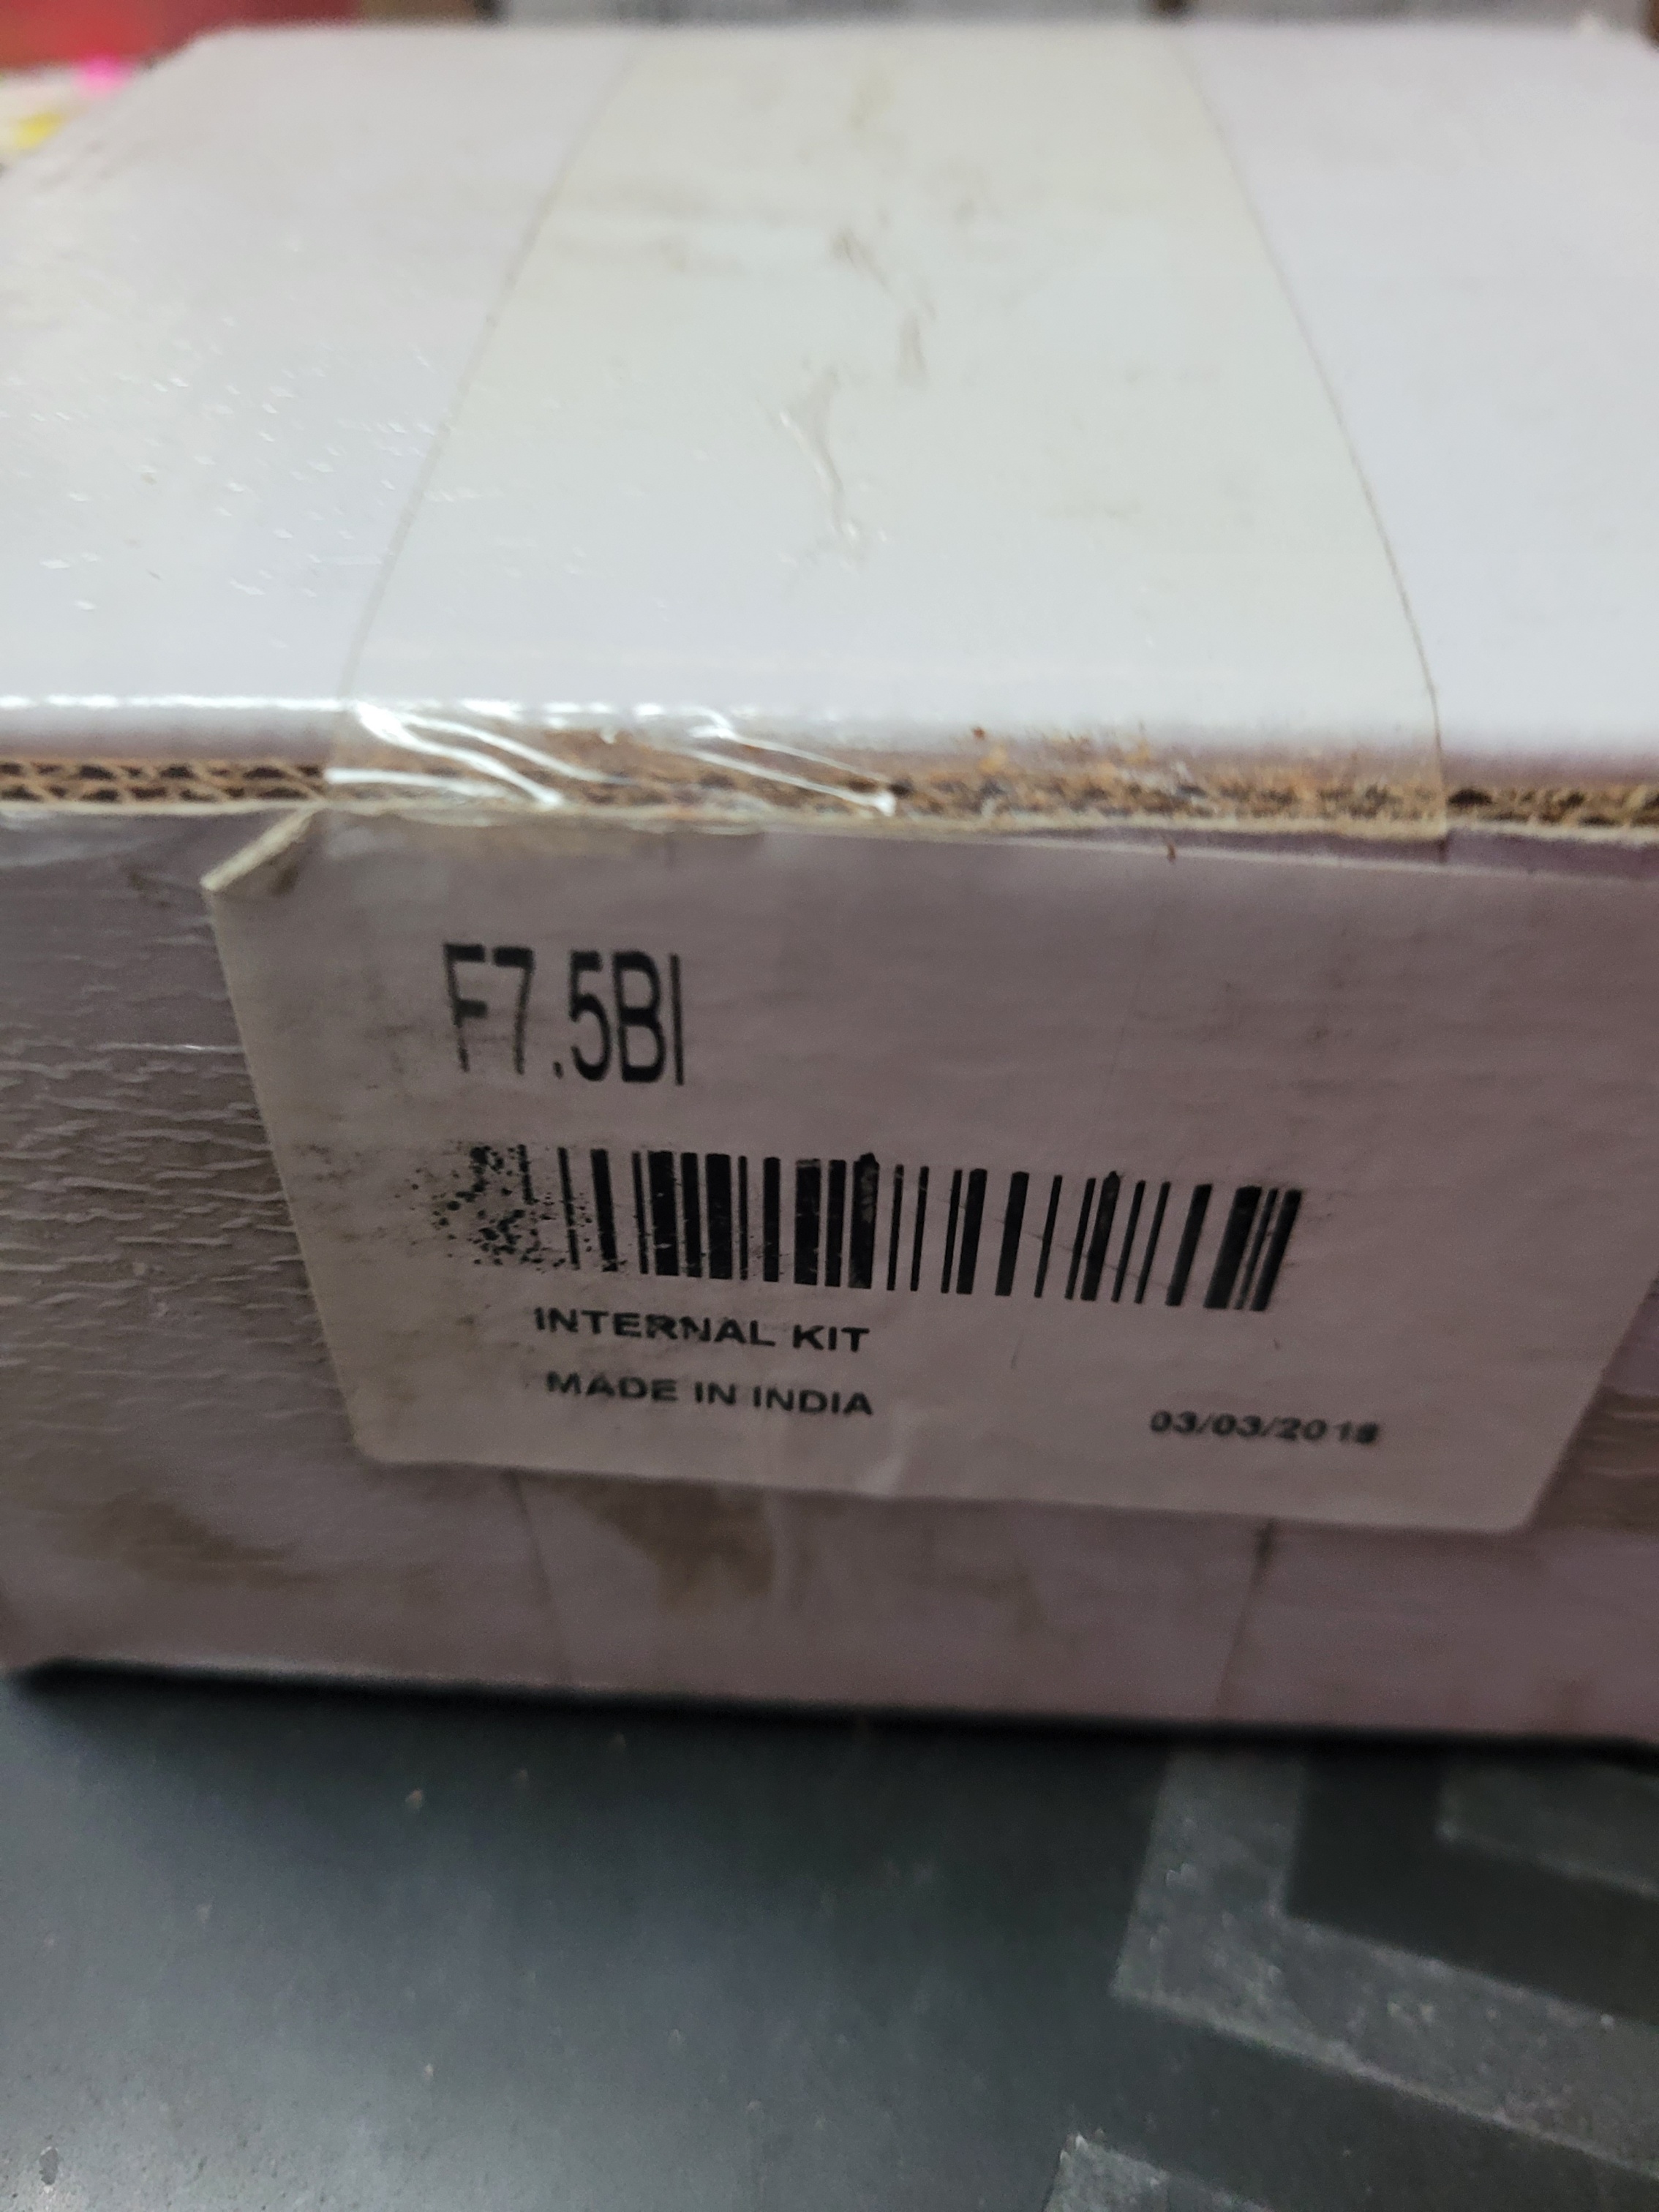 F7.5BI
INTERNAL KIT
MADE IN INDIA
03/03/2018